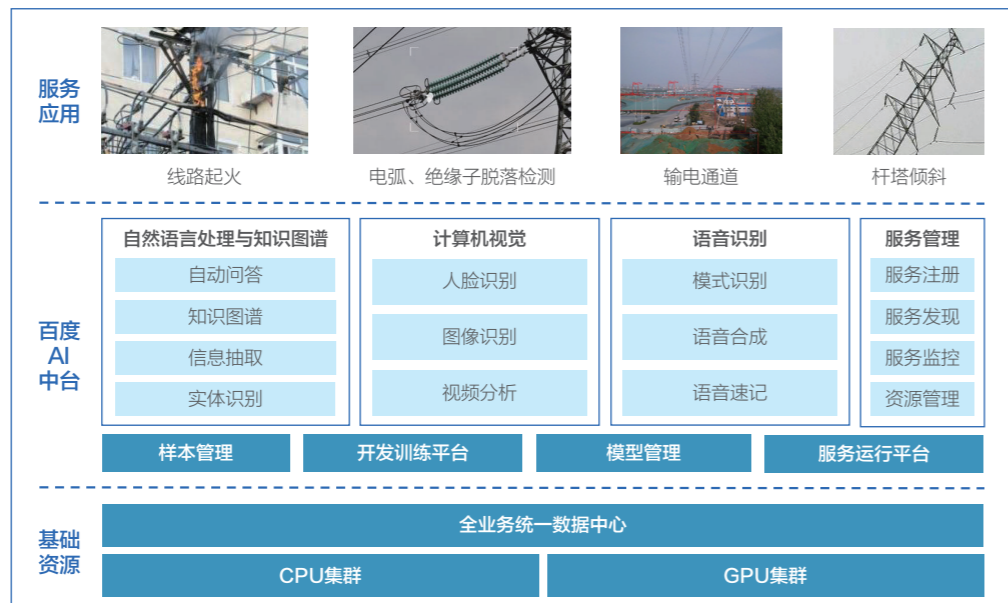 服务
应用
线路起火
电弧、绝缘子脱落检测
输电通道
杆塔倾斜
百度
AI
中台
自然语言处理与知识图谱
自动问答
知识图谱
信息抽取
实体识别
计算机视觉
人脸识别
图像识别
视频分析
语音识别
模式识别
语音合成
语音速记
服务管理
服务注册
服务发现
服务监控
资源管理
样本管理
开发训练平台
模型管理
服务运行平台
基础
资源
全业务统一数据中心
CPU集群
GPU集群